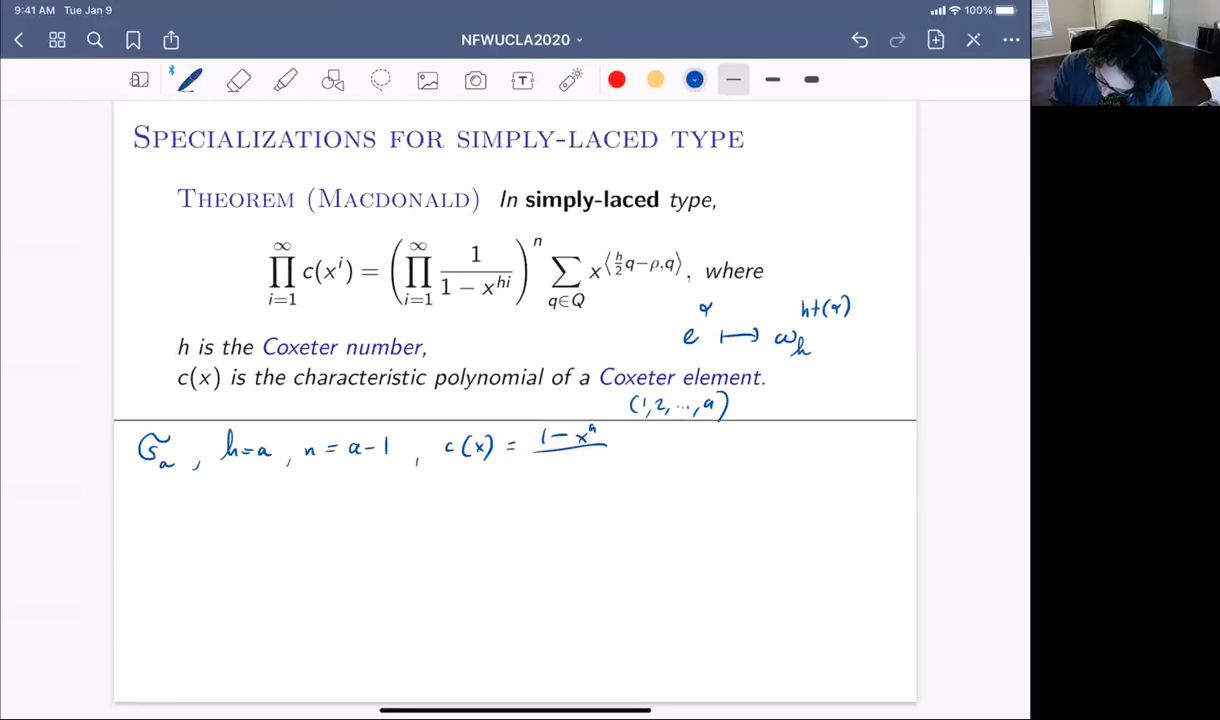 9:41 AM Tue Jan 9
100%
NFWUCLA2020
SPECIALIZATIONS FOR SIMPLY-LACED TYPE
THEOREM (MACDONALD) In simply-laced type,
∏_{i=1}^{∞} c(x^i) = (∏_{i=1}^{∞} 1/(1 − x^{hi}))^n ∑_{q∈Q} x^{⟨h/2 q−ρ,q⟩}, where
e^α ↦ ω_h^{ht(α)}
h is the Coxeter number,
c(x) is the characteristic polynomial of a Coxeter element.
(1,2,…,a)
𝔖̃_a , h=a , n = a−1 , c(x) = 1−x^a